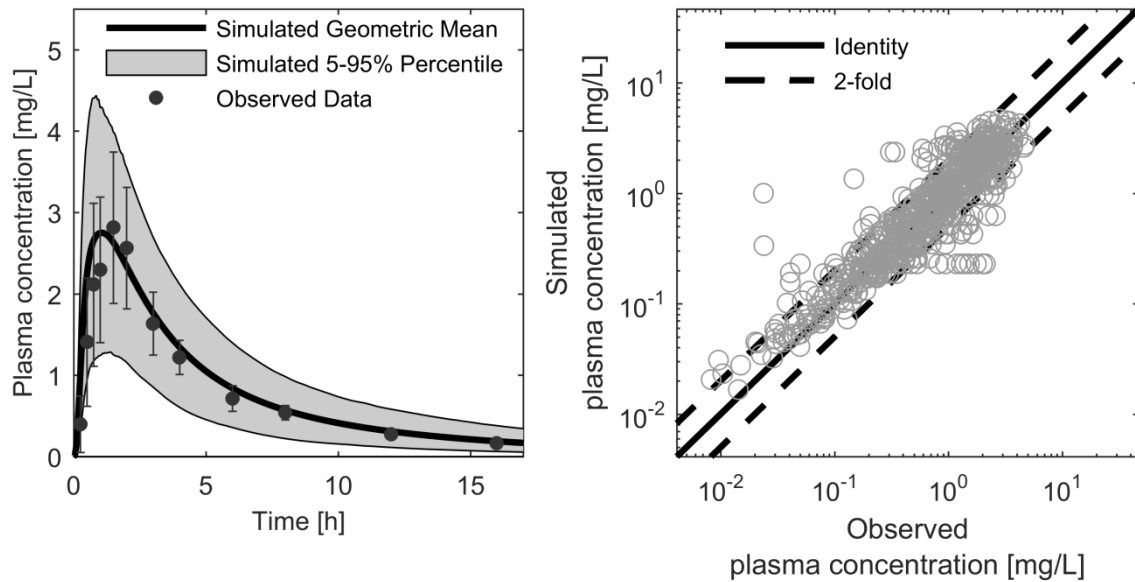 Simulated Geometric Mean
Simulated 5-95% Percentile
Observed Data
Plasma concentration [mg/L]
5
4
3
2
1
0
0
5
10
15
Time [h]
Identity
2-fold
Simulated
plasma concentration [mg/L]
10^1
10^0
10^-1
10^-2
10^-2
10^-1
10^0
10^1
Observed
plasma concentration [mg/L]